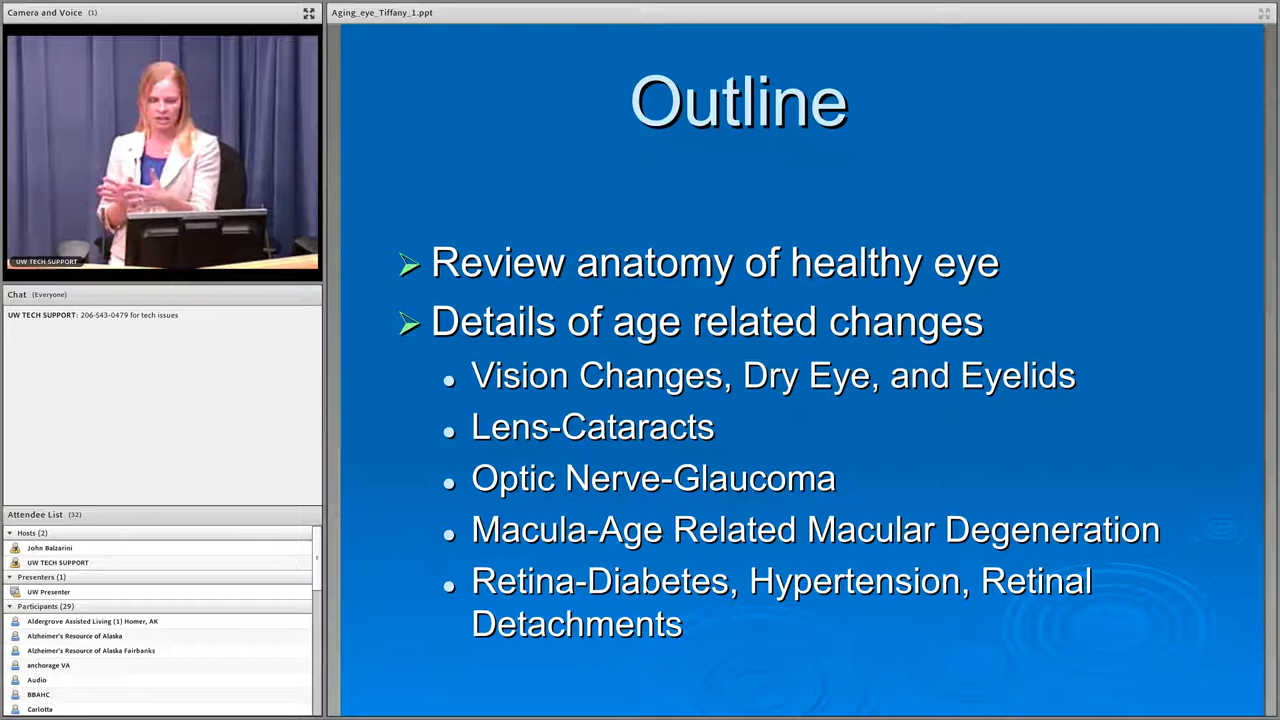 Camera and Voice (1)
UW TECH SUPPORT
Chat (Everyone)
UW TECH SUPPORT: 206-543-0479 for tech issues
Attendee List (32)
Hosts (2)
John Balzarini
UW TECH SUPPORT
Presenters (1)
UW Presenter
Participants (29)
Aldergrove Assisted Living (1) Homer, AK
Alzheimer's Resource of Alaska
Alzheimer's Resource of Alaska Fairbanks
anchorage VA
Audio
BBAHC
Carlotta
Aging_eye_Tiffany_1.ppt
Outline
Review anatomy of healthy eye
Details of age related changes
Vision Changes, Dry Eye, and Eyelids
Lens-Cataracts
Optic Nerve-Glaucoma
Macula-Age Related Macular Degeneration
Retina-Diabetes, Hypertension, Retinal
Detachments